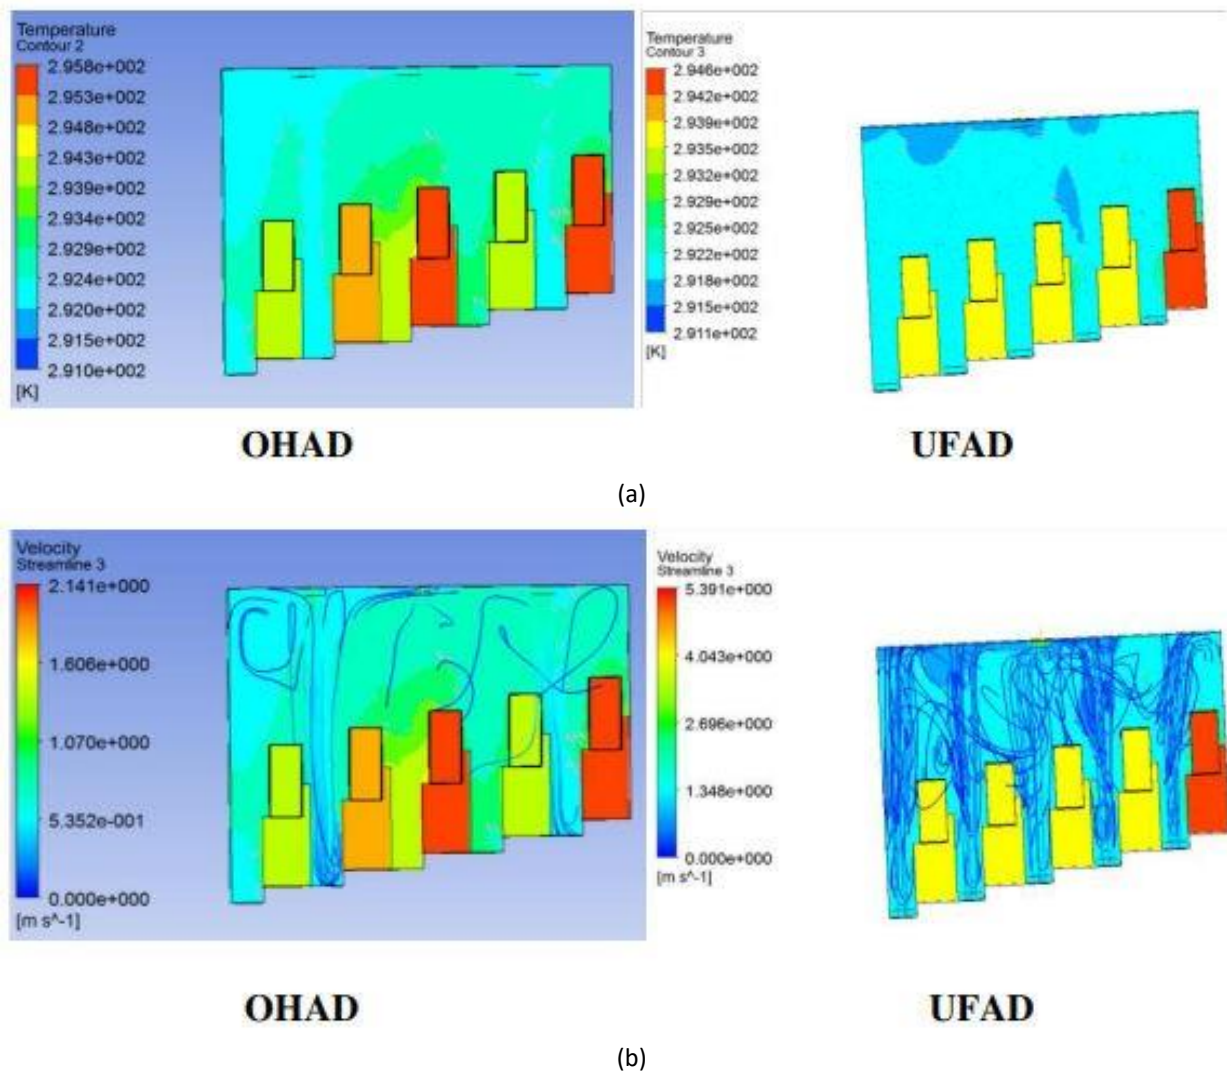 Temperature
Contour 2
2.958e+002
2.953e+002
2.948e+002
2.943e+002
2.939e+002
2.934e+002
2.929e+002
2.924e+002
2.920e+002
2.915e+002
2.910e+002
[K]
OHAD
Temperature
Contour 3
2.946e+002
2.942e+002
2.939e+002
2.935e+002
2.932e+002
2.929e+002
2.925e+002
2.922e+002
2.918e+002
2.915e+002
2.911e+002
[K]
UFAD
(a)
Velocity
Streamline 3
2.141e+000
1.606e+000
1.070e+000
5.352e-001
0.000e+000
[m s^-1]
OHAD
Velocity
Streamline 3
5.391e+000
4.043e+000
2.696e+000
1.348e+000
0.000e+000
[m s^-1]
UFAD
(b)